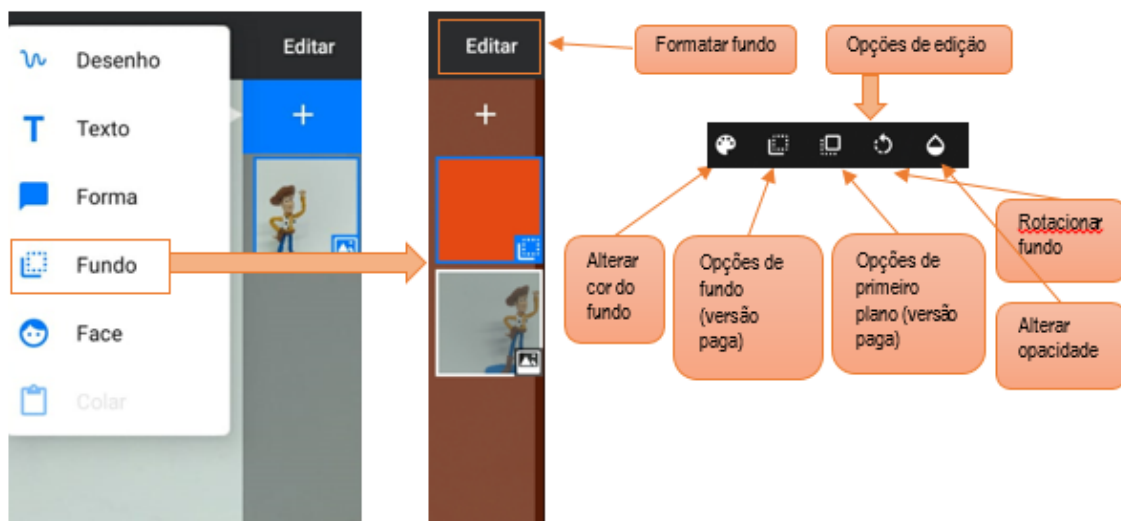 Desenho
Texto
Forma
Fundo
Face
Colar
Editar
+
Editar
+
Formatar fundo
Opções de edição
Alterar
cor do
fundo
Opções de
fundo
(versão
paga)
Opções de
primeiro
plano (versão
paga)
Rotacionar
fundo
Alterar
opacidade